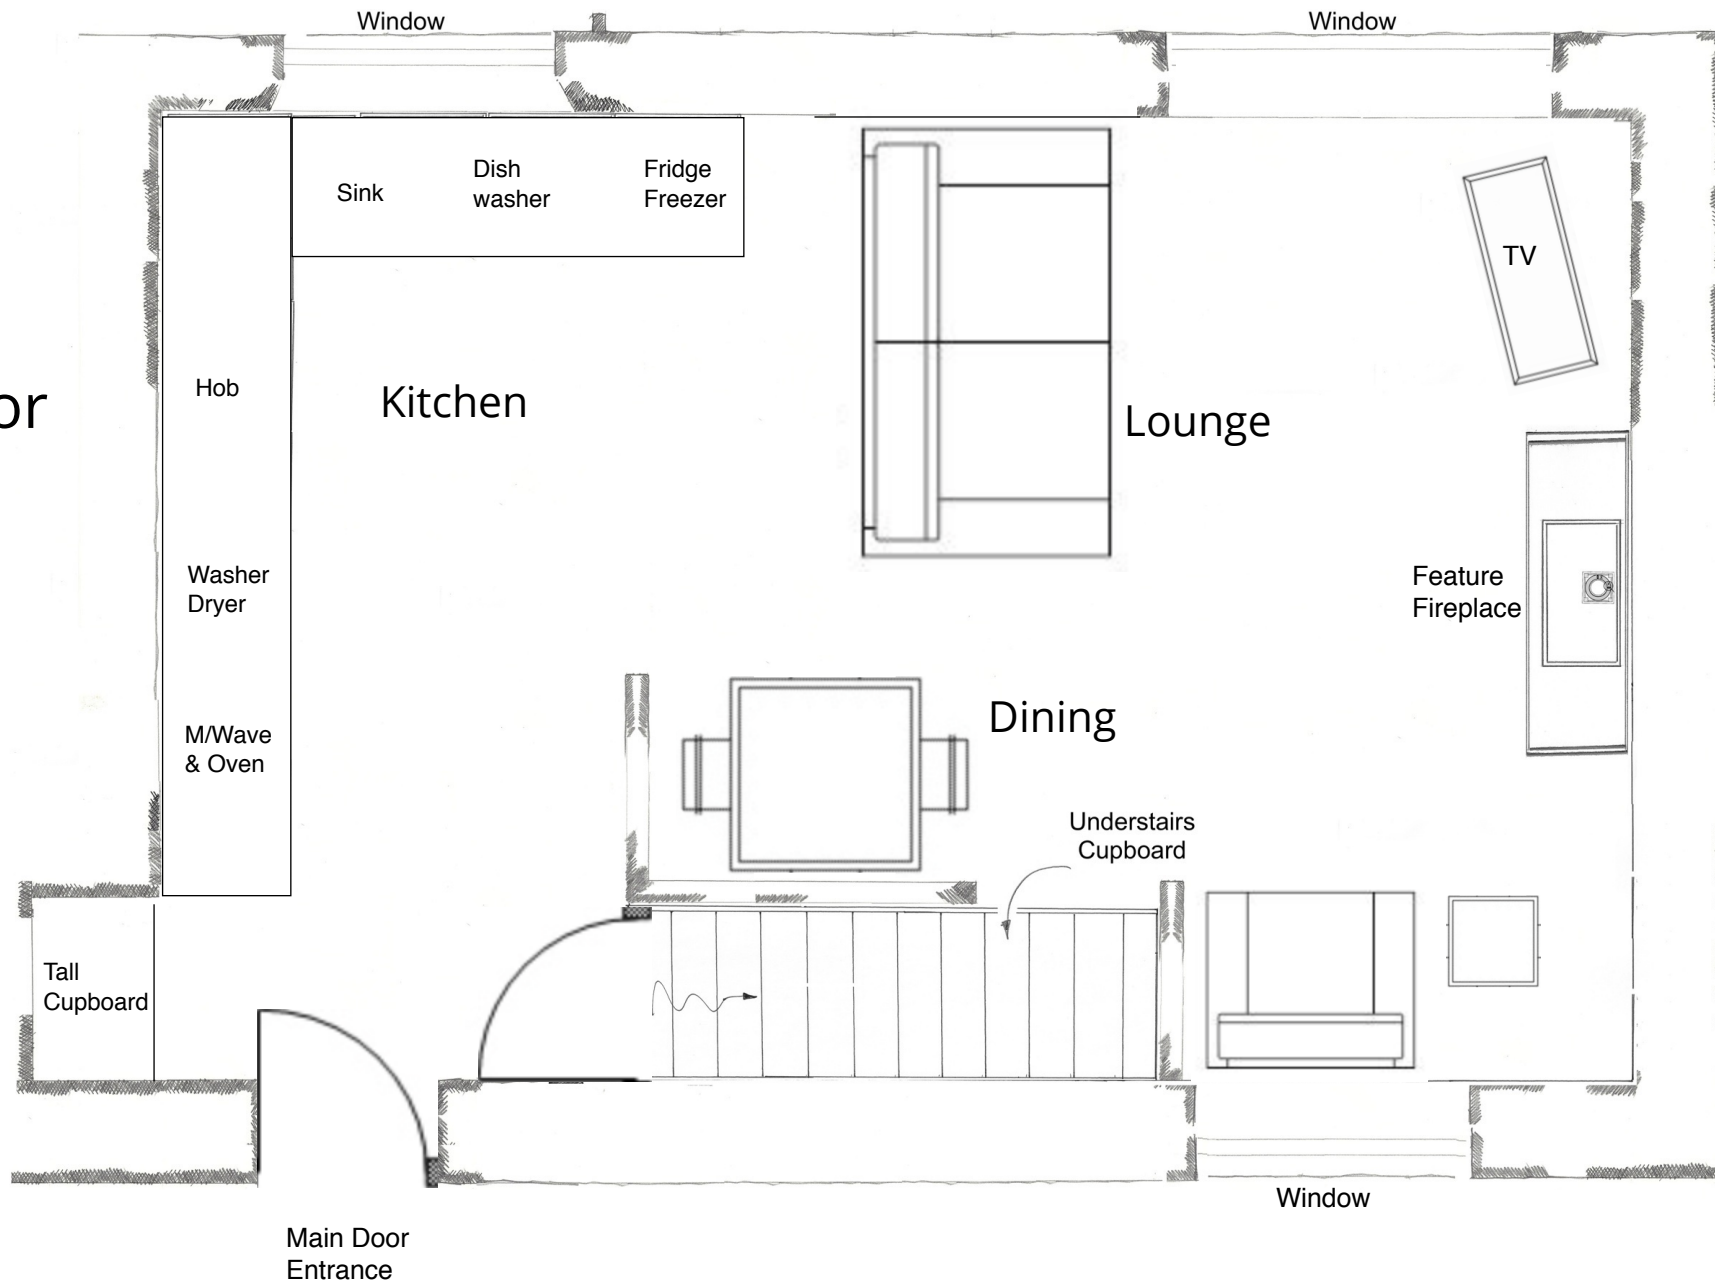 Window
Window
Sink
Dish
washer
Fridge
Freezer
TV
Hob
Kitchen
Lounge
or
Washer
Dryer
Feature
Fireplace
M/Wave
& Oven
Dining
Understairs
Cupboard
Tall
Cupboard
Window
Main Door
Entrance